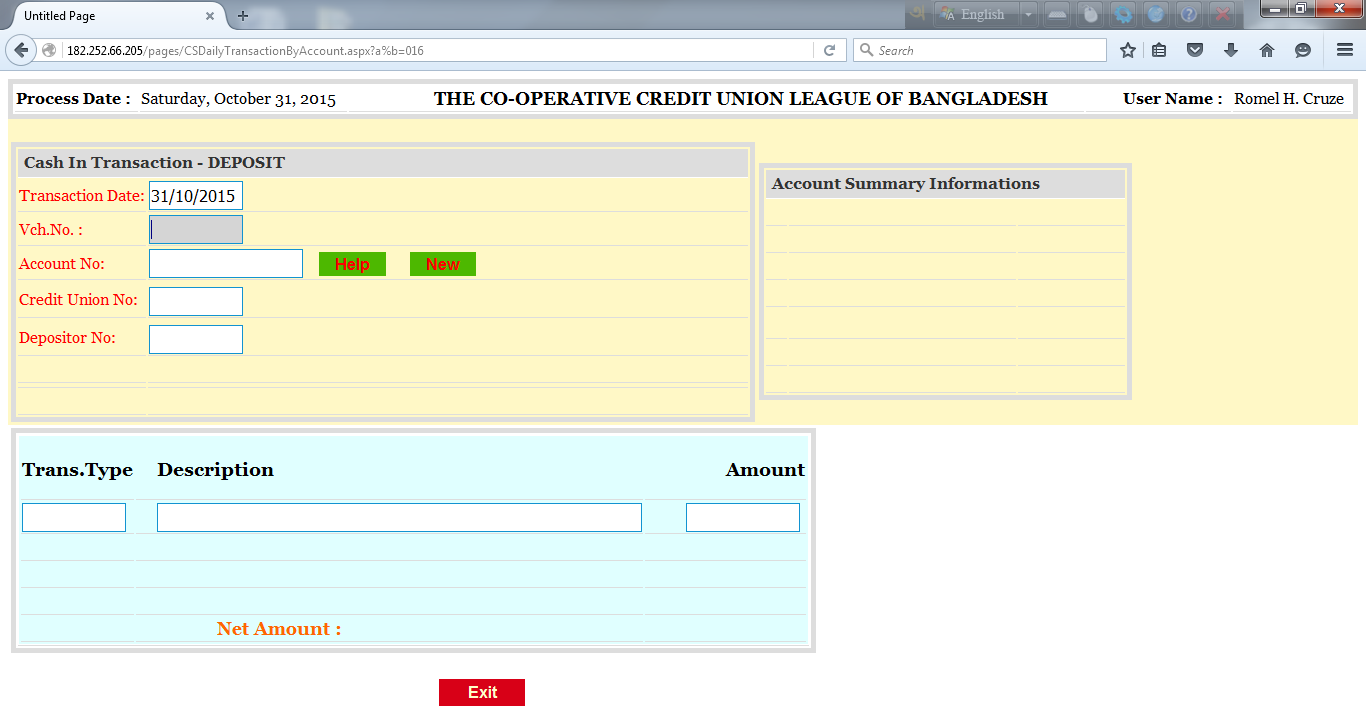 Untitled Page
English
182.252.66.205/pages/CSDailyTransactionByAccount.aspx?a%b=016
Search
Process Date : Saturday, October 31, 2015 THE CO-OPERATIVE CREDIT UNION LEAGUE OF BANGLADESH User Name : Romel H. Cruze
Cash In Transaction - DEPOSIT
Account Summary Informations
Transaction Date: 31/10/2015
Vch.No. :
Account No: Help New
Credit Union No:
Depositor No:
Trans.Type Description Amount
Net Amount :
Exit